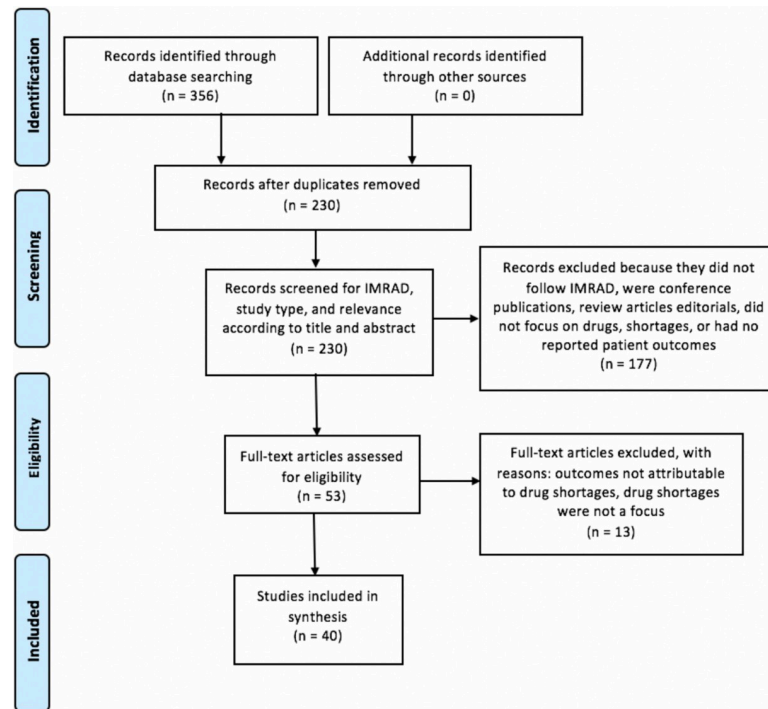 Identification
Records identified through
database searching
(n = 356)
Additional records identified
through other sources
(n = 0)
Records after duplicates removed
(n = 230)
Screening
Records screened for IMRAD,
study type, and relevance
according to title and abstract
(n = 230)
Records excluded because they did not
follow IMRAD, were conference
publications, review articles editorials, did
not focus on drugs, shortages, or had no
reported patient outcomes
(n = 177)
Eligibility
Full-text articles assessed
for eligibility
(n = 53)
Full-text articles excluded, with
reasons: outcomes not attributable
to drug shortages, drug shortages
were not a focus
(n = 13)
Included
Studies included in
synthesis
(n = 40)